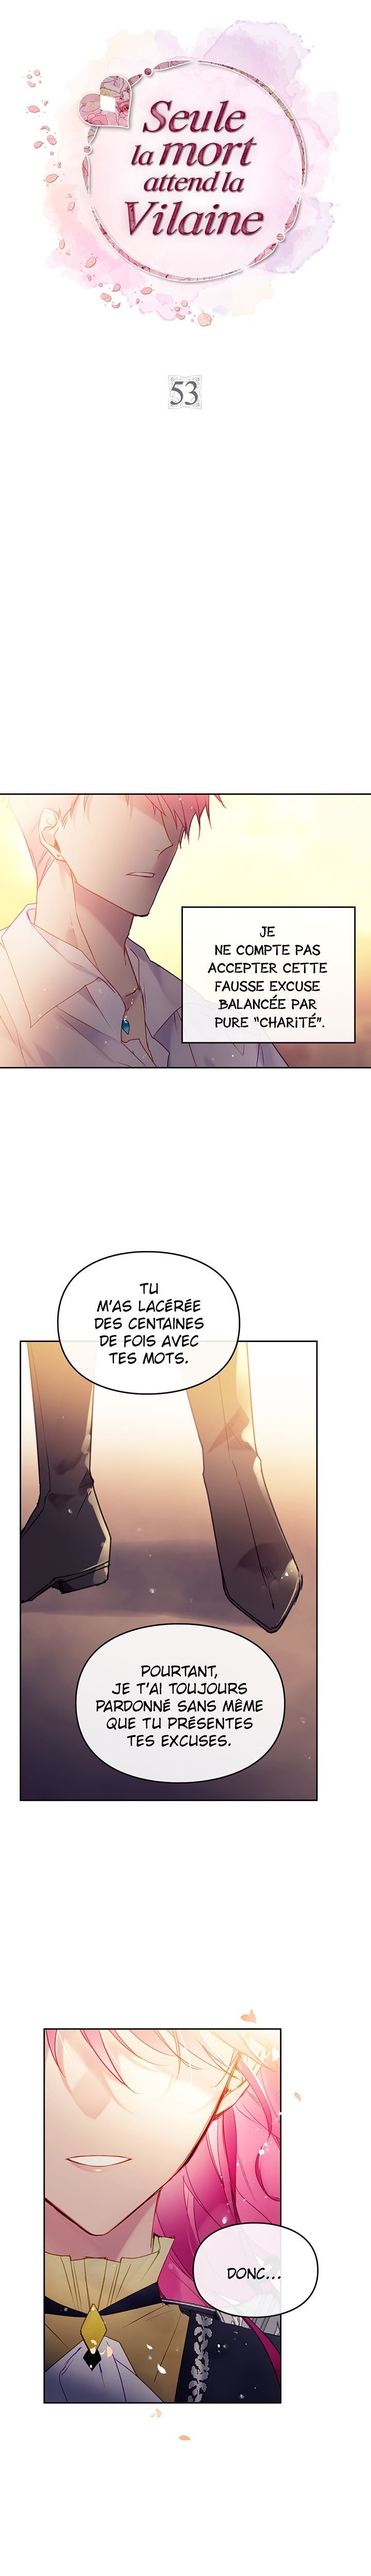 Seule
la mort
attend la
Vilaine
53
JE
NE COMPTE PAS
ACCEPTER CETTE
FAUSSE EXCUSE
BALANCÉE PAR
PURE "CHARITÉ".
TU
M'AS LACÉRÉE
DES CENTAINES
DE FOIS AVEC
TES MOTS.
POURTANT,
JE T'AI TOUJOURS
PARDONNÉ SANS MÊME
QUE TU PRÉSENTES
TES EXCUSES.
DONC...